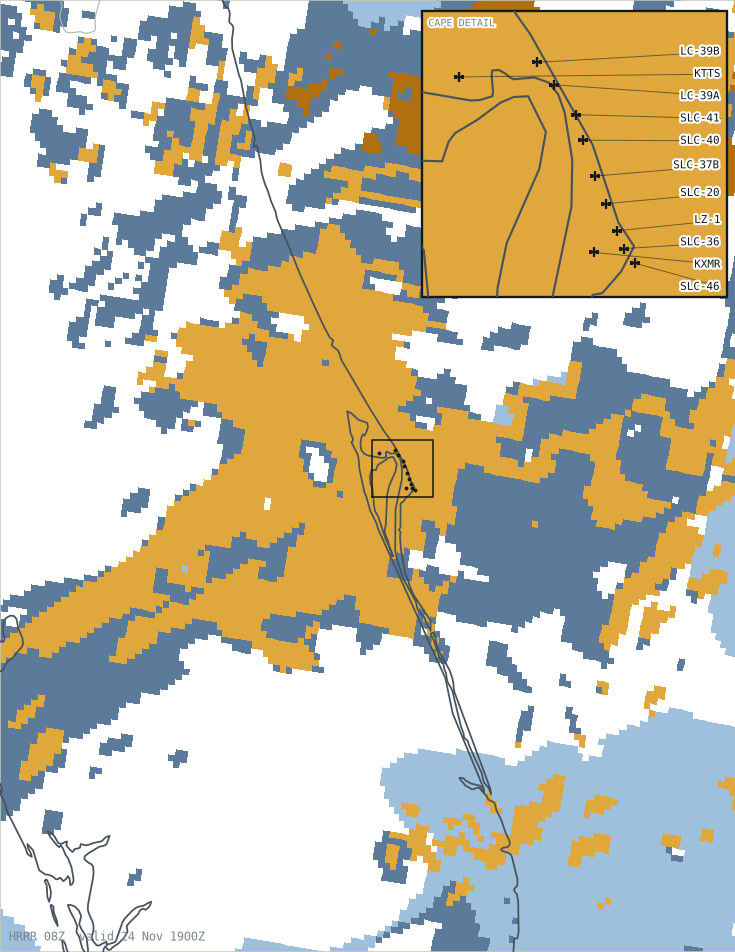 CAPE DETAIL
LC-39B
KTTS
LC-39A
SLC-41
SLC-40
SLC-37B
SLC-20
LZ-1
SLC-36
KXMR
SLC-46
HRRR 08Z valid 24 Nov 1900Z